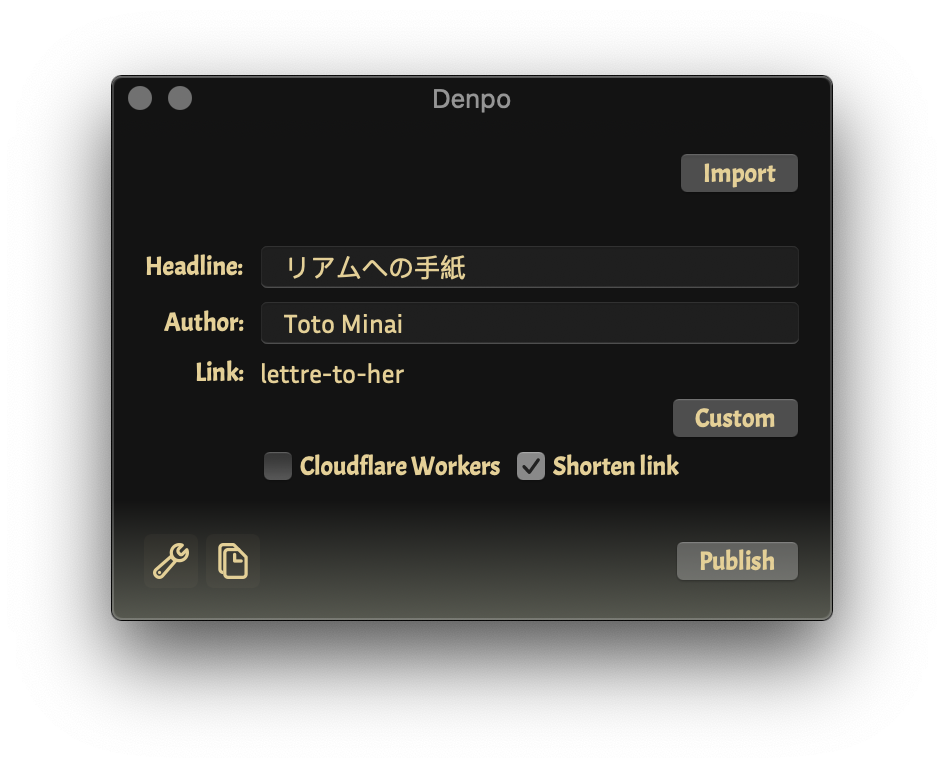 Denpo
Import
Headline: リアムへの手紙
Author: Toto Minai
Link: lettre-to-her
Custom
Cloudflare Workers Shorten link
Publish